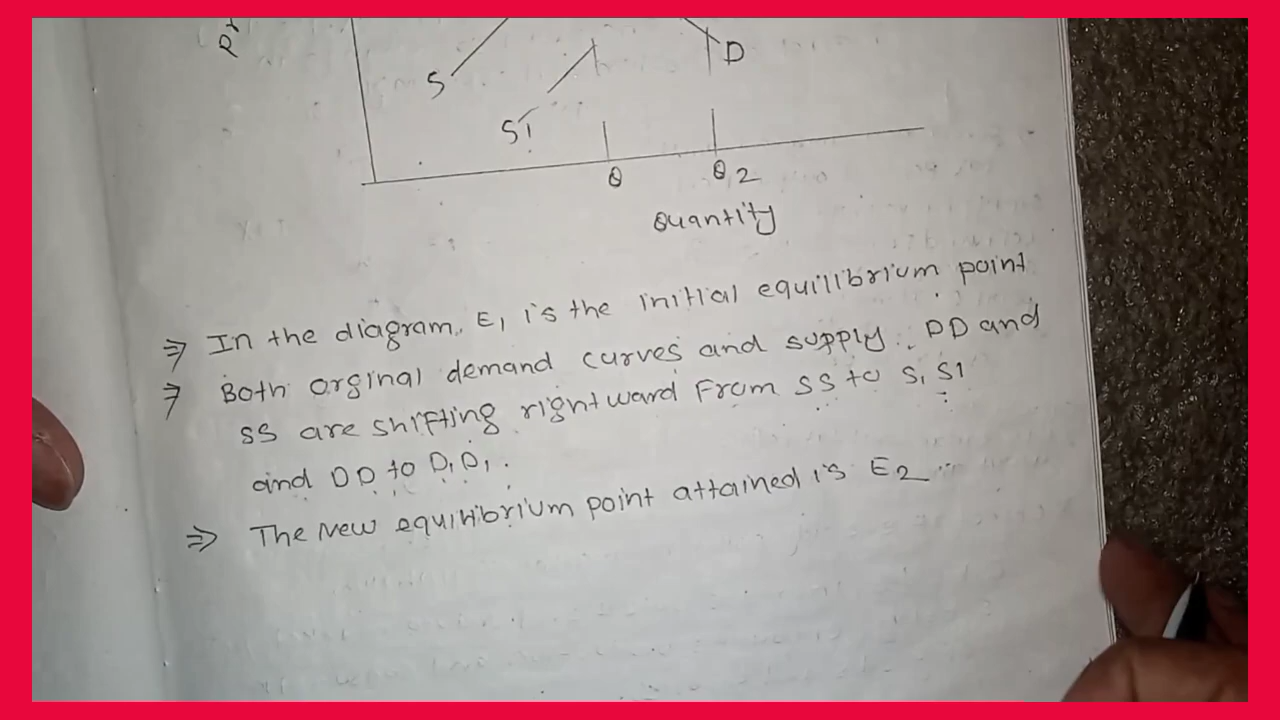 Pr
S
D
S1
Q
Q2
Quantity
⇒ In the diagram, E1 is the initial equilibrium point
⇒ Both orginal demand curves and supply. DD and
SS are shifting rightward From SS to S1 S1
and DD to D1 D1.
⇒ The New equilibrium point attained is E2